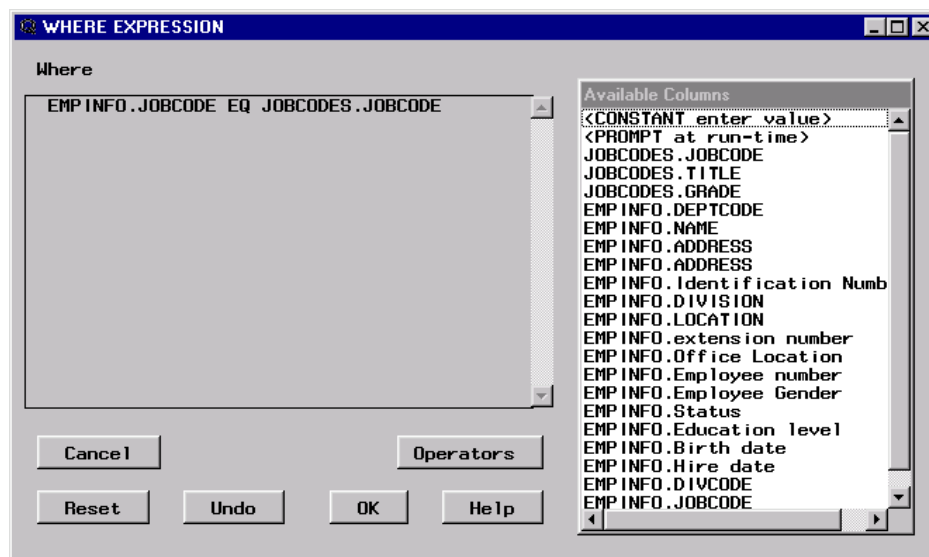 WHERE EXPRESSION
Where
EMPINFO.JOBCODE EQ JOBCODES.JOBCODE
Available Columns
<CONSTANT enter value>
<PROMPT at run-time>
JOBCODES.JOBCODE
JOBCODES.TITLE
JOBCODES.GRADE
EMPINFO.DEPTCODE
EMPINFO.NAME
EMPINFO.ADDRESS
EMPINFO.ADDRESS
EMPINFO.Identification Numb
EMPINFO.DIVISION
EMPINFO.LOCATION
EMPINFO.extension number
EMPINFO.Office Location
EMPINFO.Employee number
EMPINFO.Employee Gender
EMPINFO.Status
EMPINFO.Education level
EMPINFO.Birth date
EMPINFO.Hire date
EMPINFO.DIVCODE
EMPINFO.JOBCODE
Cancel Operators
Reset Undo OK Help